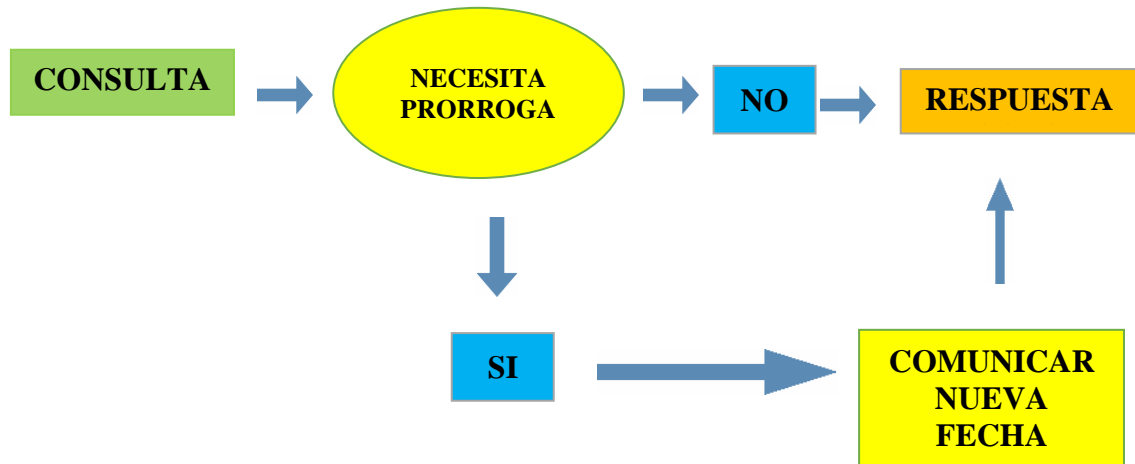 CONSULTA
NECESITA
PRORROGA
NO
RESPUESTA
SI
COMUNICAR
NUEVA
FECHA